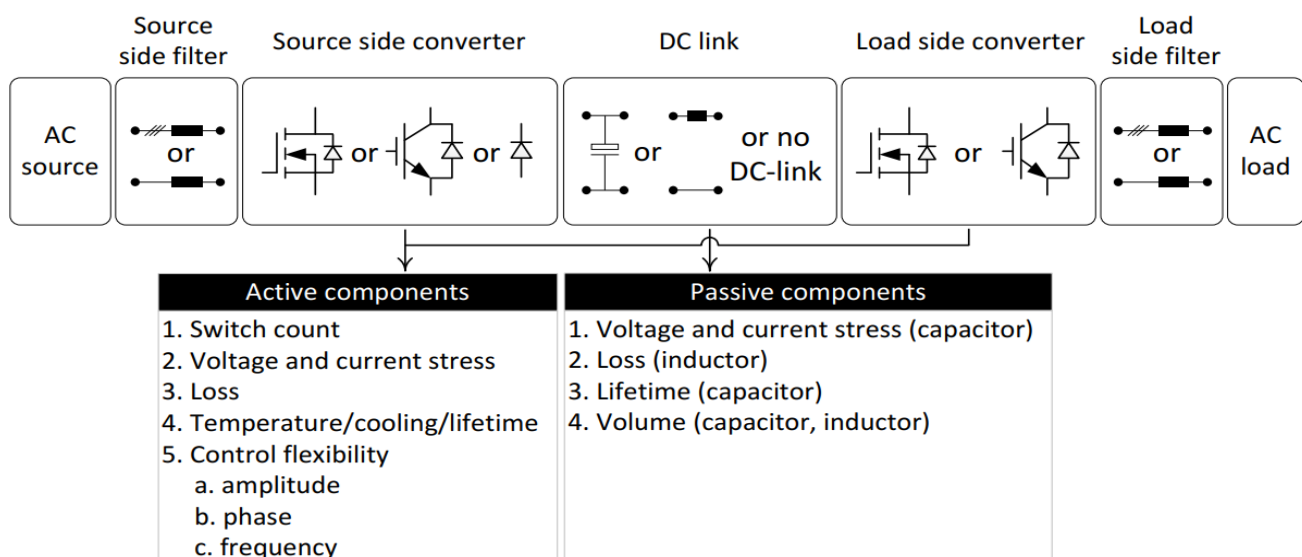 Source
side filter
Source side converter
DC link
Load side converter
Load
side filter
AC
source
or
or
or
or
or no
DC-link
or
or
AC
load
Active components
1. Switch count
2. Voltage and current stress
3. Loss
4. Temperature/cooling/lifetime
5. Control flexibility
a. amplitude
b. phase
c. frequency
Passive components
1. Voltage and current stress (capacitor)
2. Loss (inductor)
3. Lifetime (capacitor)
4. Volume (capacitor, inductor)